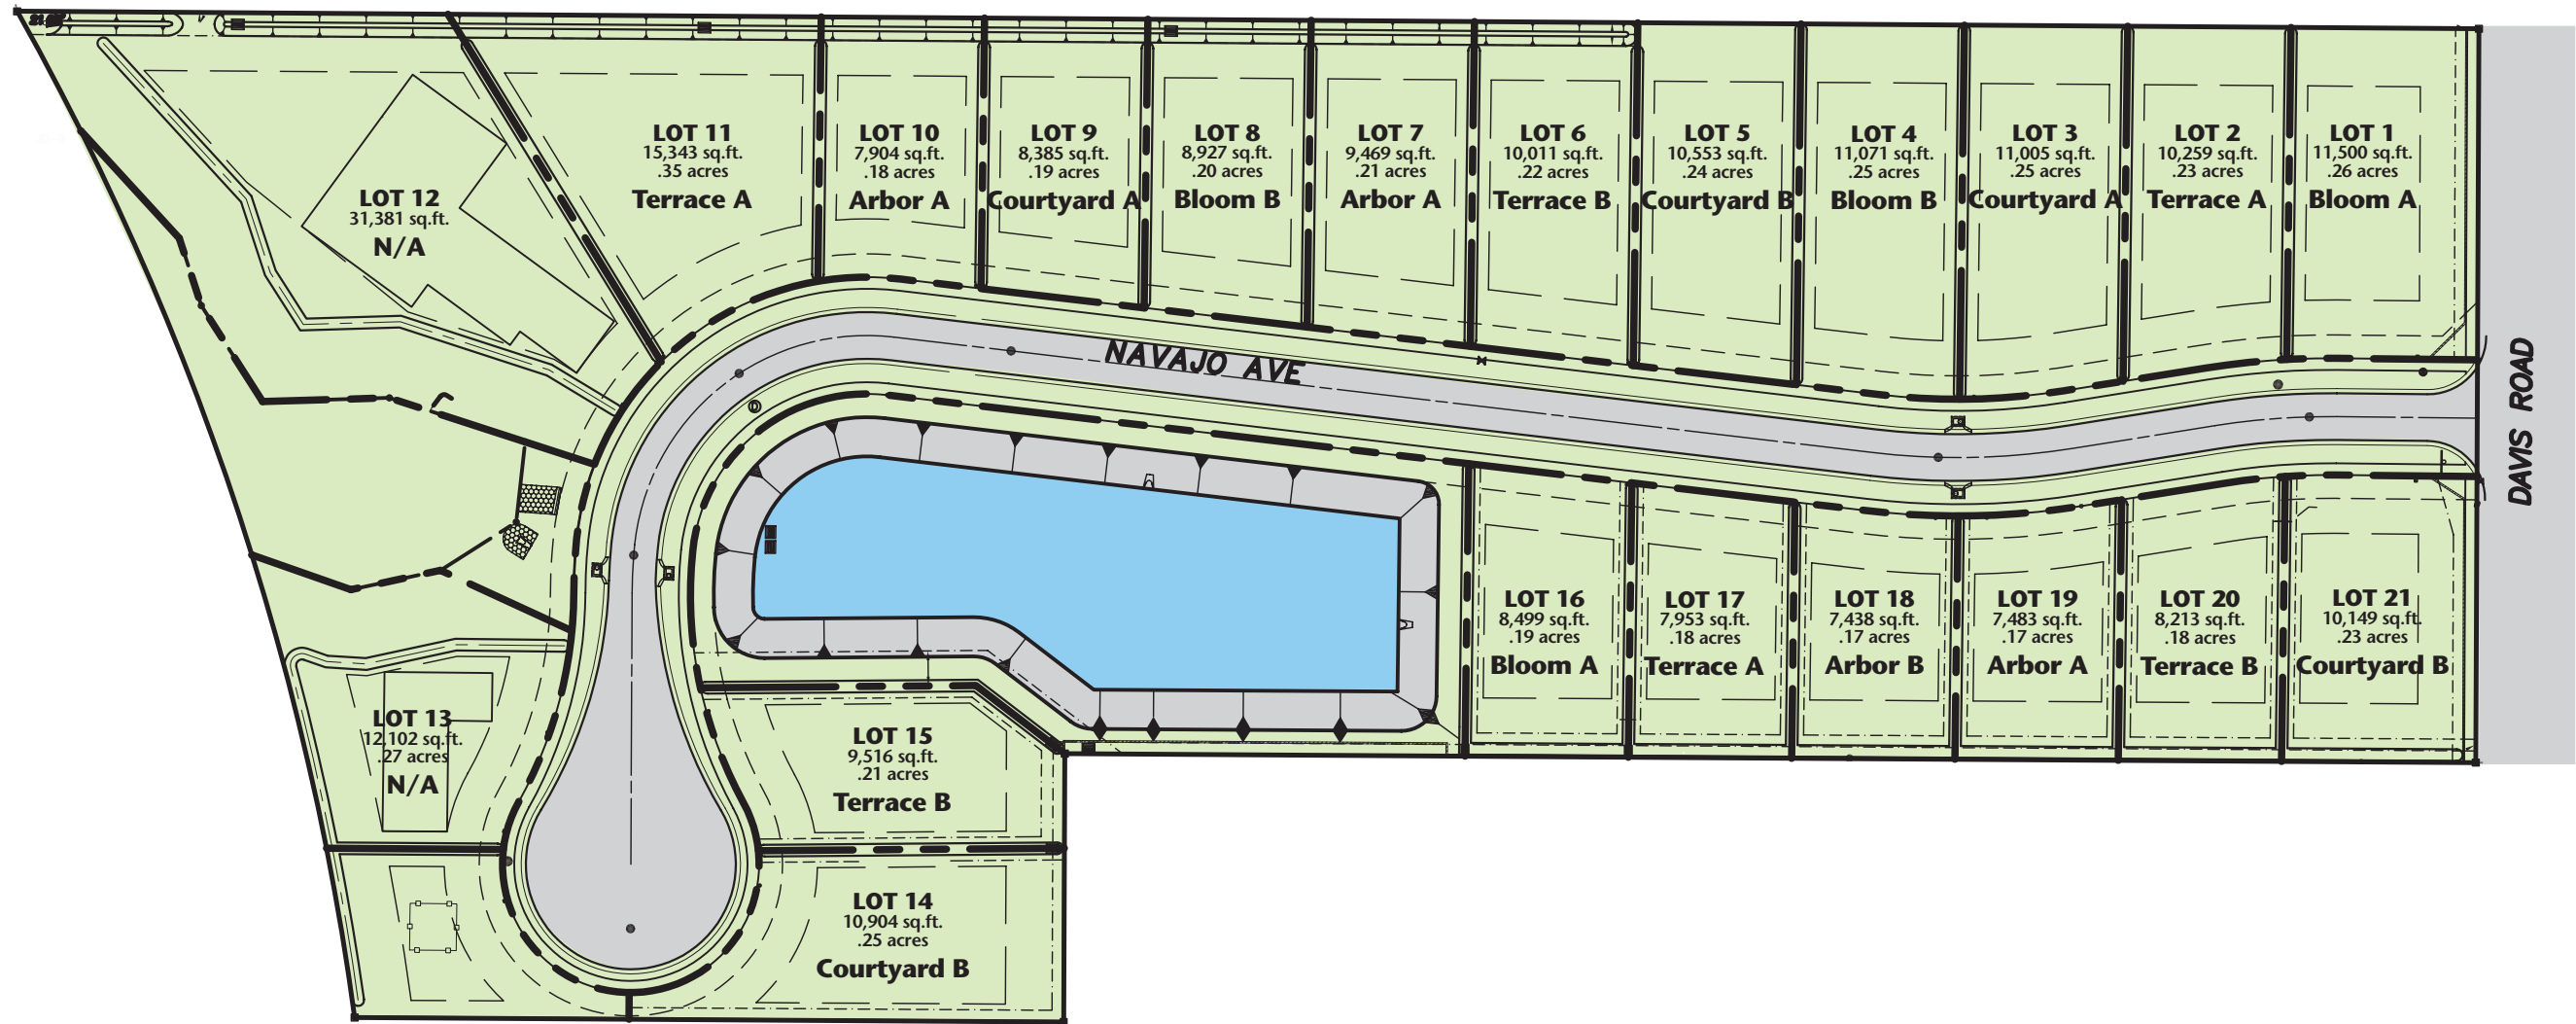 LOT 11
15,343 sq.ft.
.35 acres
Terrace A
LOT 10
7,904 sq.ft.
.18 acres
Arbor A
LOT 9
8,385 sq.ft.
.19 acres
Courtyard A
LOT 8
8,927 sq.ft.
.20 acres
Bloom B
LOT 7
9,469 sq.ft.
.21 acres
Arbor A
LOT 6
10,011 sq.ft.
.22 acres
Terrace B
LOT 5
10,553 sq.ft.
.24 acres
Courtyard B
LOT 4
11,071 sq.ft.
.25 acres
Bloom B
LOT 3
11,005 sq.ft.
.25 acres
Courtyard A
LOT 2
10,259 sq.ft.
.23 acres
Terrace A
LOT 1
11,500 sq.ft.
.26 acres
Bloom A
LOT 12
31,381 sq.ft.
N/A
NAVAJO AVE
DAVIS ROAD
LOT 16
8,499 sq.ft.
.19 acres
Bloom A
LOT 17
7,953 sq.ft.
.18 acres
Terrace A
LOT 18
7,438 sq.ft.
.17 acres
Arbor B
LOT 19
7,483 sq.ft.
.17 acres
Arbor A
LOT 20
8,213 sq.ft.
.18 acres
Terrace B
LOT 21
10,149 sq.ft.
.23 acres
Courtyard B
LOT 13
12,102 sq.ft.
.27 acres
N/A
LOT 15
9,516 sq.ft.
.21 acres
Terrace B
LOT 14
10,904 sq.ft.
.25 acres
Courtyard B